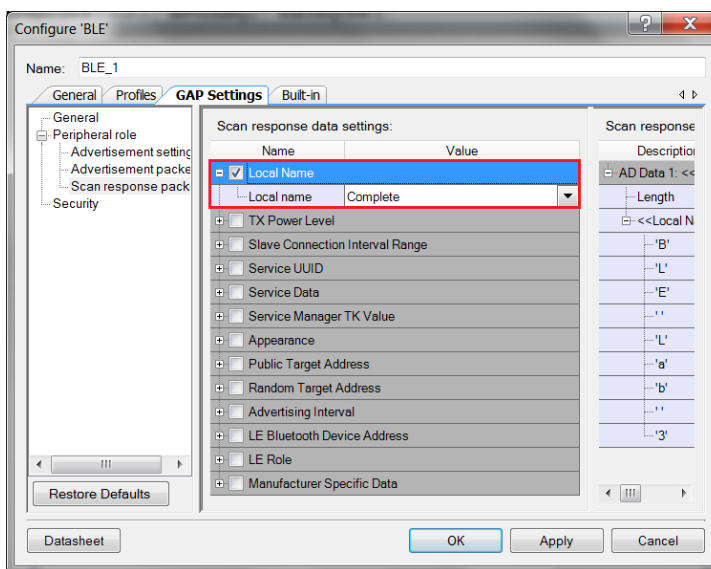 Configure 'BLE'
Name: BLE_1
General Profiles GAP Settings Built-in
General
Peripheral role
Advertisement setting
Advertisement packe
Scan response pack
Security
Restore Defaults
Scan response data settings:
Name Value
Local Name
Local name Complete
TX Power Level
Slave Connection Interval Range
Service UUID
Service Data
Service Manager TK Value
Appearance
Public Target Address
Random Target Address
Advertising Interval
LE Bluetooth Device Address
LE Role
Manufacturer Specific Data
Scan response
Description
AD Data 1: <<
Length
<<Local N
'B'
'L'
'E'
' '
'L'
'a'
'b'
' '
'3'
Datasheet OK Apply Cancel